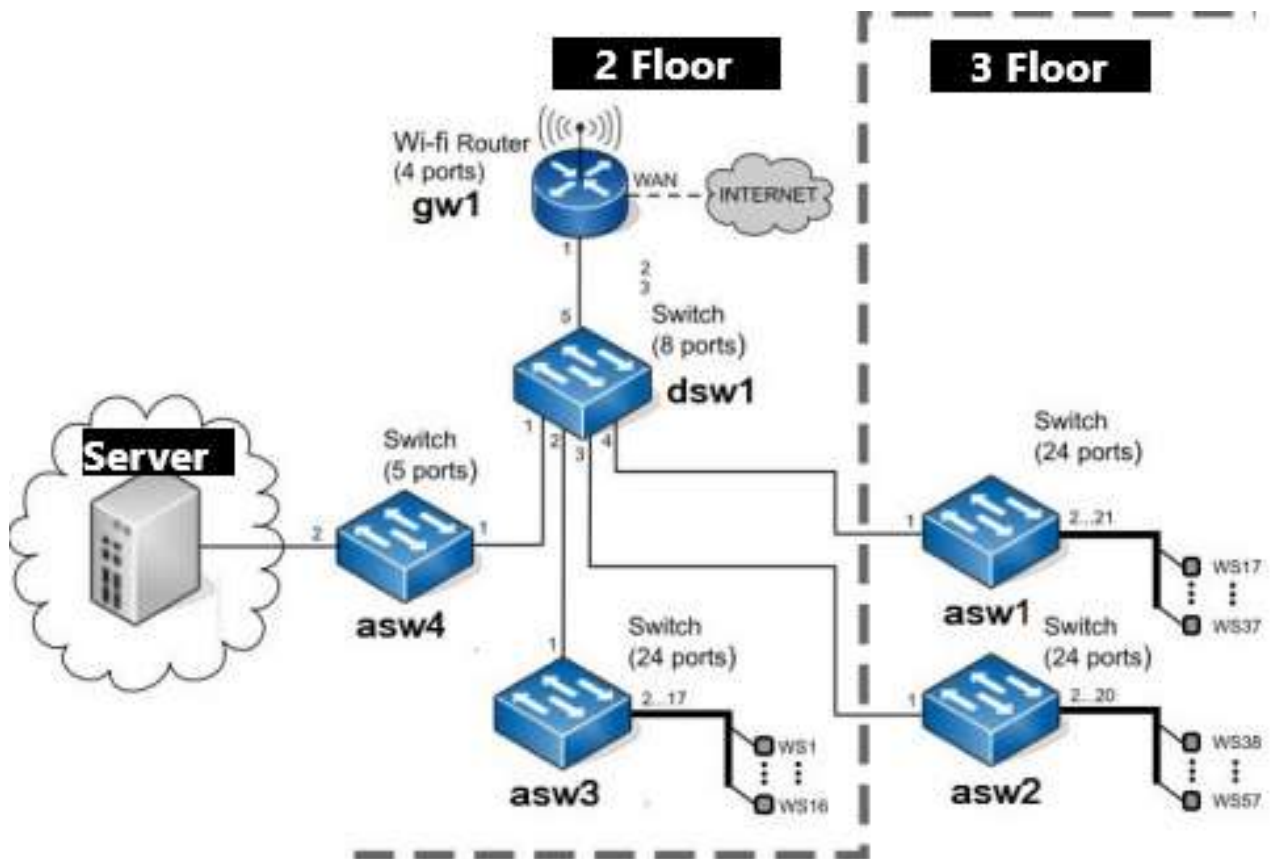 2 Floor
3 Floor
Wi-fi Router
(4 ports)
gw1
WAN
INTERNET
1
2
3
5
Switch
(8 ports)
dsw1
1
2
3
4
Server
Switch
(5 ports)
2
1
asw4
Switch
(24 ports)
1
2...21
WS17
WS37
asw1
1
Switch
(24 ports)
2...17
WS1
WS16
asw3
Switch
(24 ports)
1
2...20
WS38
WS57
asw2